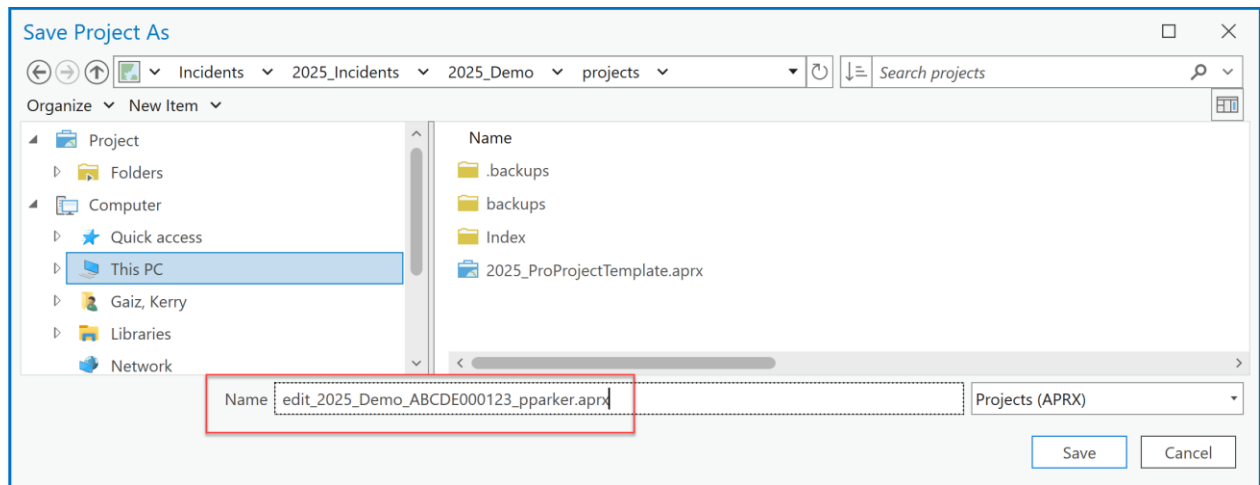 Save Project As
Incidents 2025_Incidents 2025_Demo projects Search projects
Organize New Item
Project
Folders
Computer
Quick access
This PC
Gaiz, Kerry
Libraries
Network
Name
.backups
backups
Index
2025_ProProjectTemplate.aprx
Name edit_2025_Demo_ABCDE000123_pparker.aprx Projects (APRX)
Save Cancel